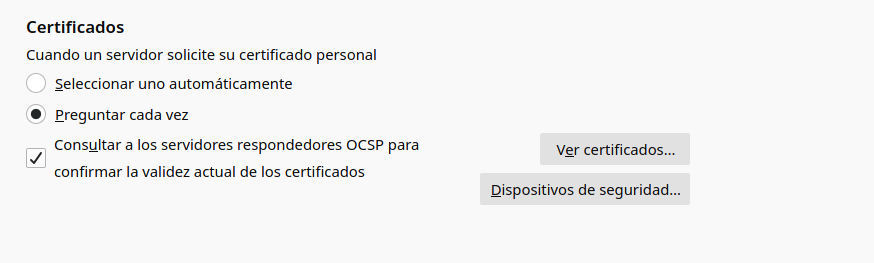 Certificados
Cuando un servidor solicite su certificado personal
Seleccionar uno automáticamente
Preguntar cada vez
Consultar a los servidores respondedores OCSP para
confirmar la validez actual de los certificados
Ver certificados...
Dispositivos de seguridad...